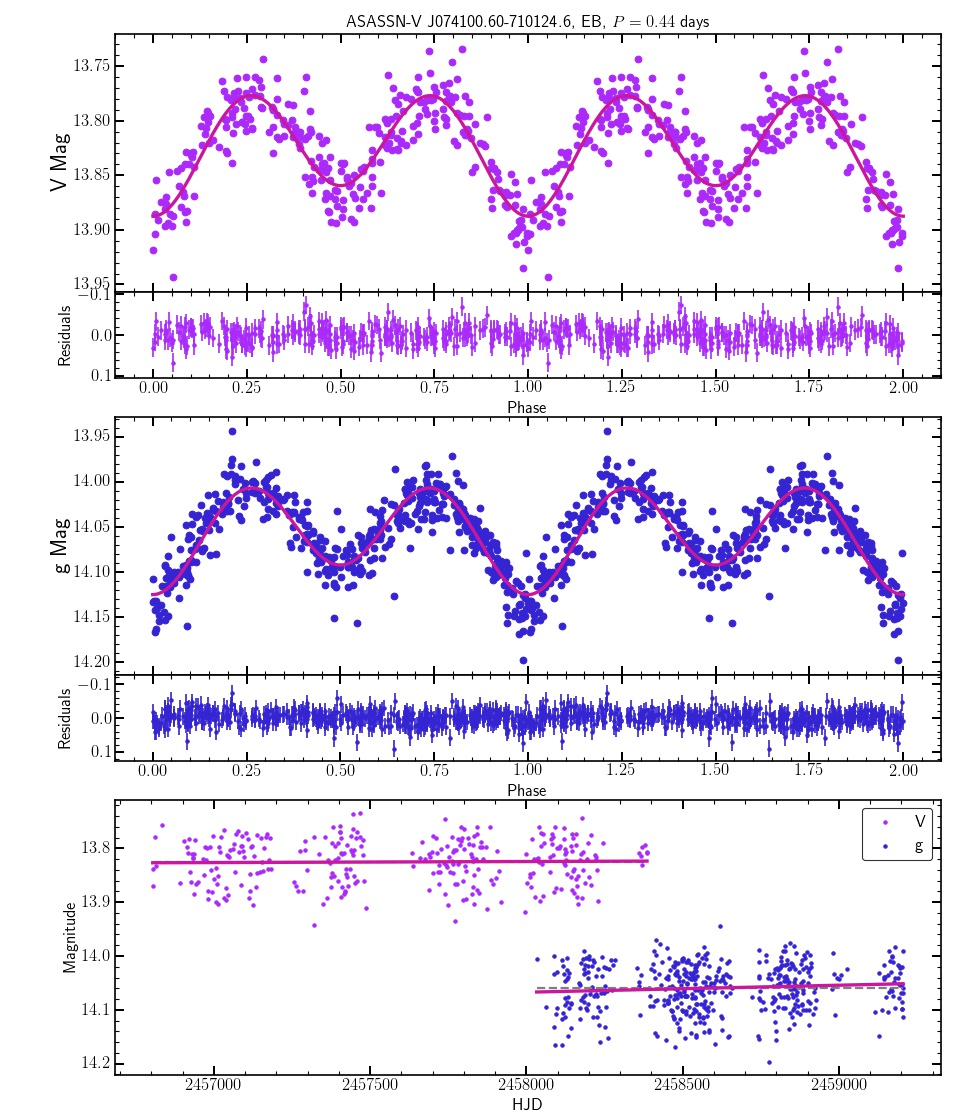 ASASSN-V J074100.60-710124.6, EB, P = 0.44 days
13.75
13.80
13.85
13.90
13.95
V Mag
−0.1
0.0
0.1
Residuals
0.00 0.25 0.50 0.75 1.00 1.25 1.50 1.75 2.00
Phase
13.95
14.00
14.05
14.10
14.15
14.20
g Mag
−0.1
0.0
0.1
Residuals
0.00 0.25 0.50 0.75 1.00 1.25 1.50 1.75 2.00
Phase
V
g
13.8
13.9
14.0
14.1
14.2
Magnitude
2457000 2457500 2458000 2458500 2459000
HJD